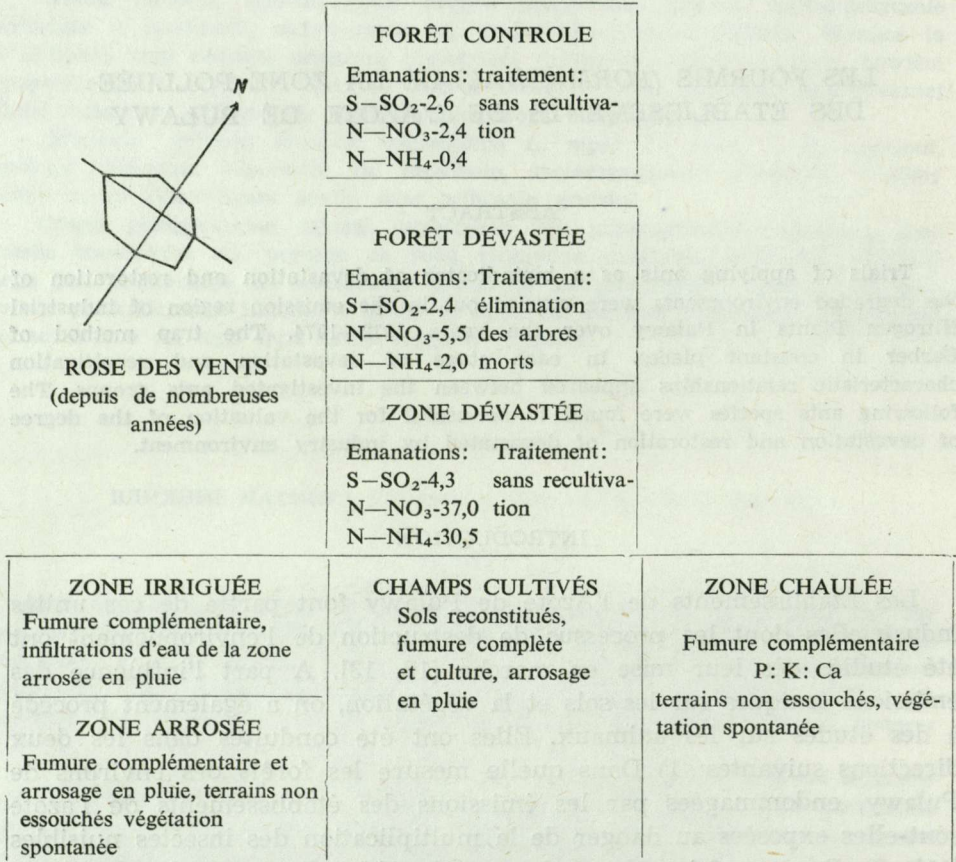 FORÊT CONTROLE
Emanations: traitement:
S—SO₂-2,6 sans recultiva-
N—NO₃-2,4 tion
N—NH₄-0,4
N
ROSE DES VENTS
(depuis de nombreuses
années)
FORÊT DÉVASTÉE
Emanations: Traitement:
S—SO₂-2,4 élimination
N—NO₃-5,5 des arbres
N—NH₄-2,0 morts
ZONE DÉVASTÉE
Emanations: Traitement:
S—SO₂-4,3 sans recultiva-
N—NO₃-37,0 tion
N—NH₄-30,5
ZONE IRRIGUÉE
Fumure complémentaire,
infiltrations d'eau de la zone
arrosée en pluie
ZONE ARROSÉE
Fumure complémentaire et
arrosage en pluie, terrains non
essouchés végétation
spontanée
CHAMPS CULTIVÉS
Sols reconstitués,
fumure complète
et culture, arrosage
en pluie
ZONE CHAULÉE
Fumure complémentaire
P: K: Ca
terrains non essouchés, végé-
tation spontanée